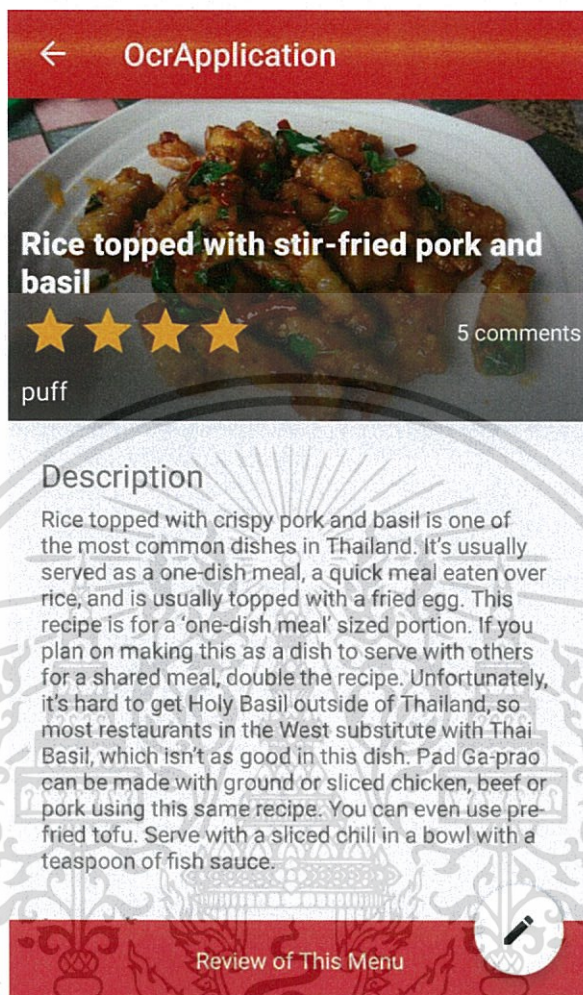 OcrApplication
Rice topped with stir-fried pork and
basil
5 comments
puff
Description
Rice topped with crispy pork and basil is one of
the most common dishes in Thailand. It's usually
served as a one-dish meal, a quick meal eaten over
rice, and is usually topped with a fried egg. This
recipe is for a 'one-dish meal' sized portion. If you
plan on making this as a dish to serve with others
for a shared meal, double the recipe. Unfortunately,
it's hard to get Holy Basil outside of Thailand, so
most restaurants in the West substitute with Thai
Basil, which isn't as good in this dish. Pad Ga-prao
can be made with ground or sliced chicken, beef or
pork using this same recipe. You can even use pre-
fried tofu. Serve with a sliced chili in a bowl with a
teaspoon of fish sauce.
Review of This Menu